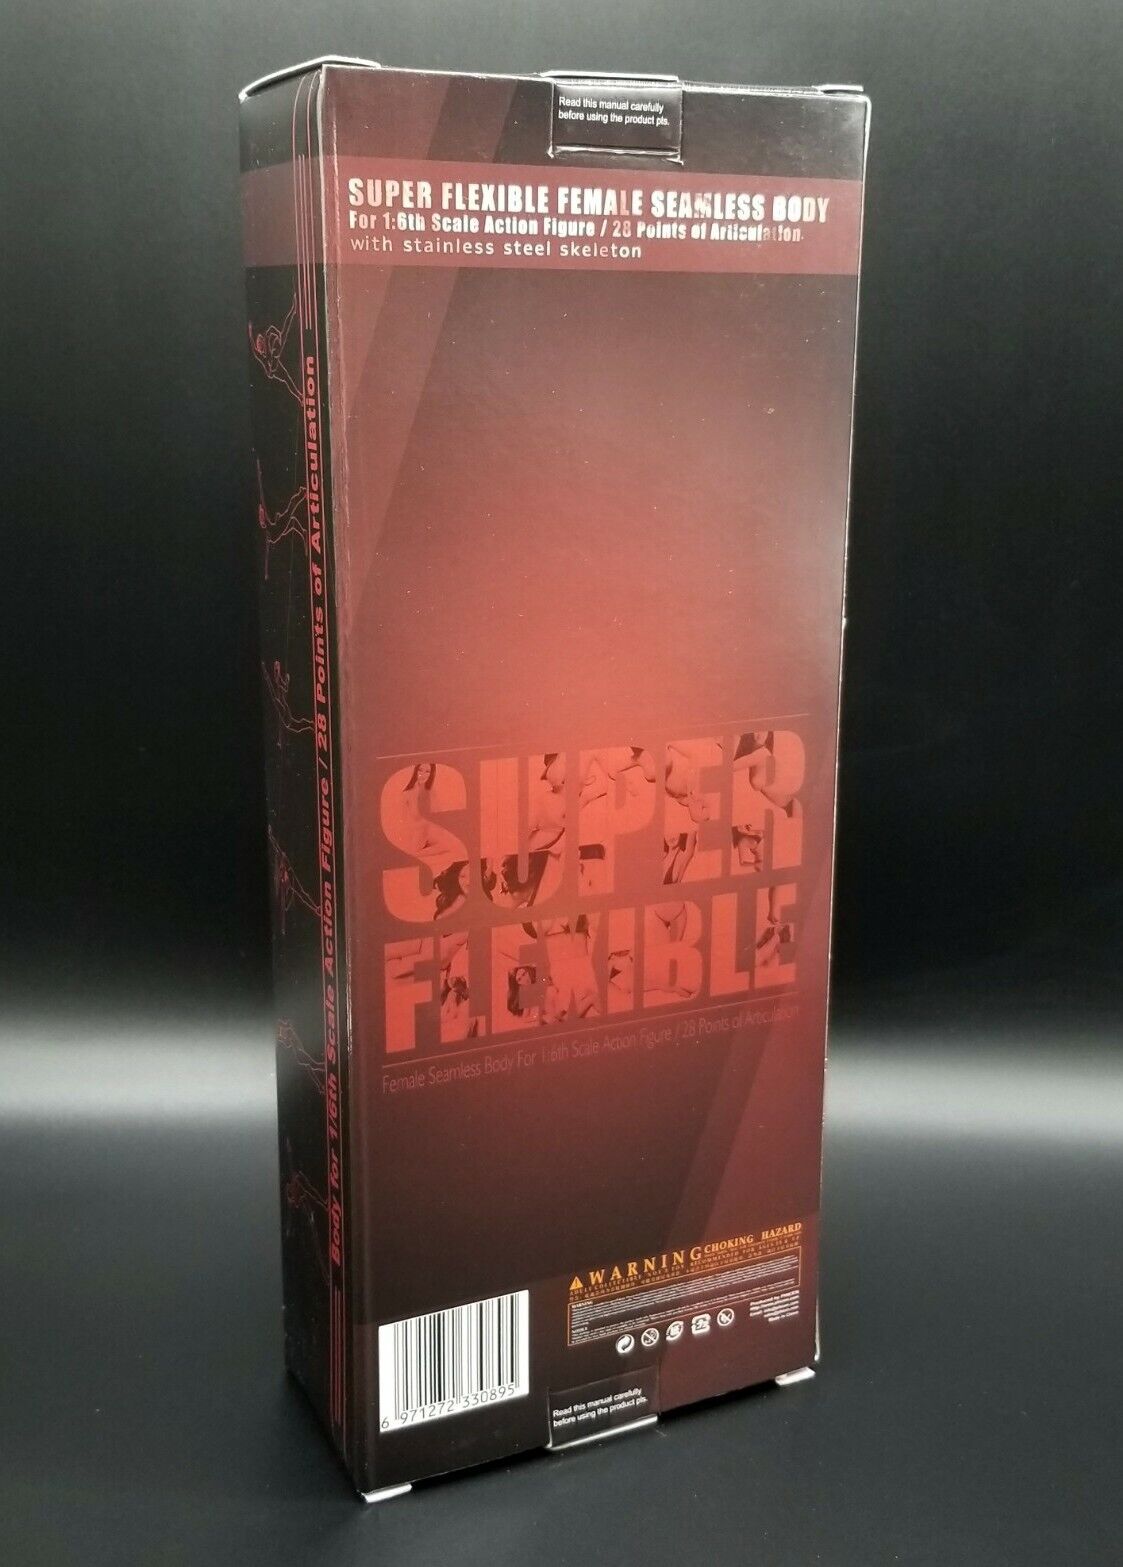 Read this manual carefully
before using the product pls.
SUPER FLEXIBLE FEMALE SEAMLESS BODY
For 1:6th Scale Action Figure / 28 Points of Articulation.
with stainless steel skeleton
Body for 1/6th Scale Action Figure / 28 Points of Articulation
SUPER
FLEXIBLE
Female Seamless Body For 1:6th Scale Action Figure / 28 Points of Articulation
WARNING CHOKING HAZARD
6 971272 330895
Read this manual carefully
before using the product pls.